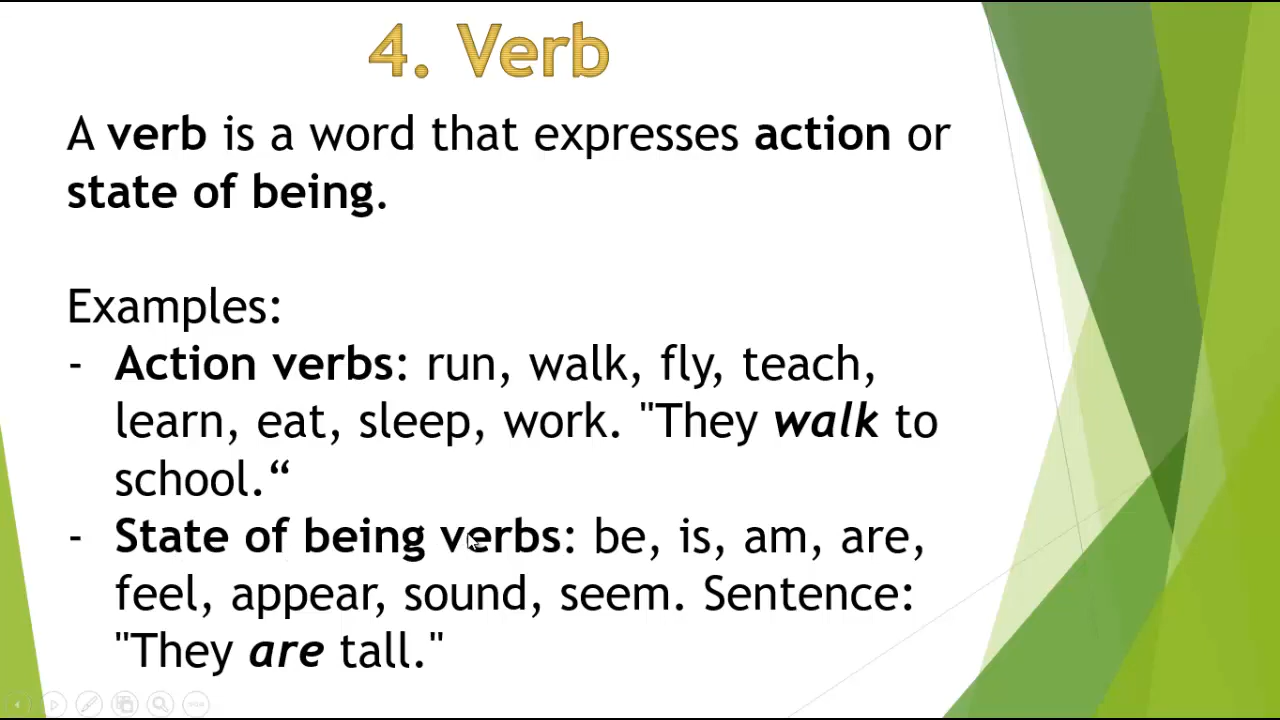 4. Verb
A verb is a word that expresses action or
state of being.
Examples:
- Action verbs: run, walk, fly, teach,
learn, eat, sleep, work. "They walk to
school.“
- State of being verbs: be, is, am, are,
feel, appear, sound, seem. Sentence:
"They are tall."